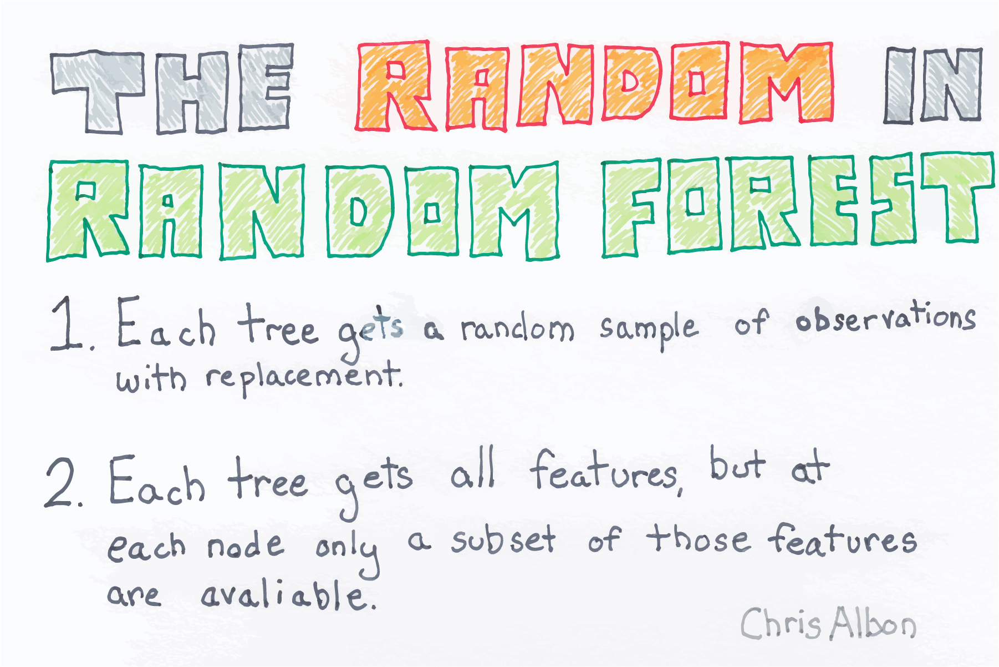 THE RANDOM IN
RANDOM FOREST
1. Each tree gets a random sample of observations
with replacement.
2. Each tree gets all features, but at
each node only a subset of those features
are avaliable.
Chris Albon